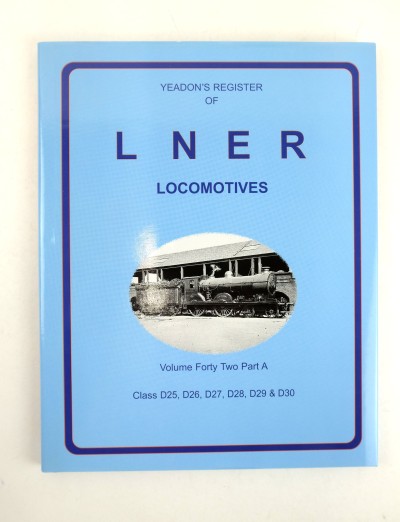 YEADON'S REGISTER
OF
L N E R
LOCOMOTIVES
Volume Forty Two Part A
Class D25, D26, D27, D28, D29 & D30